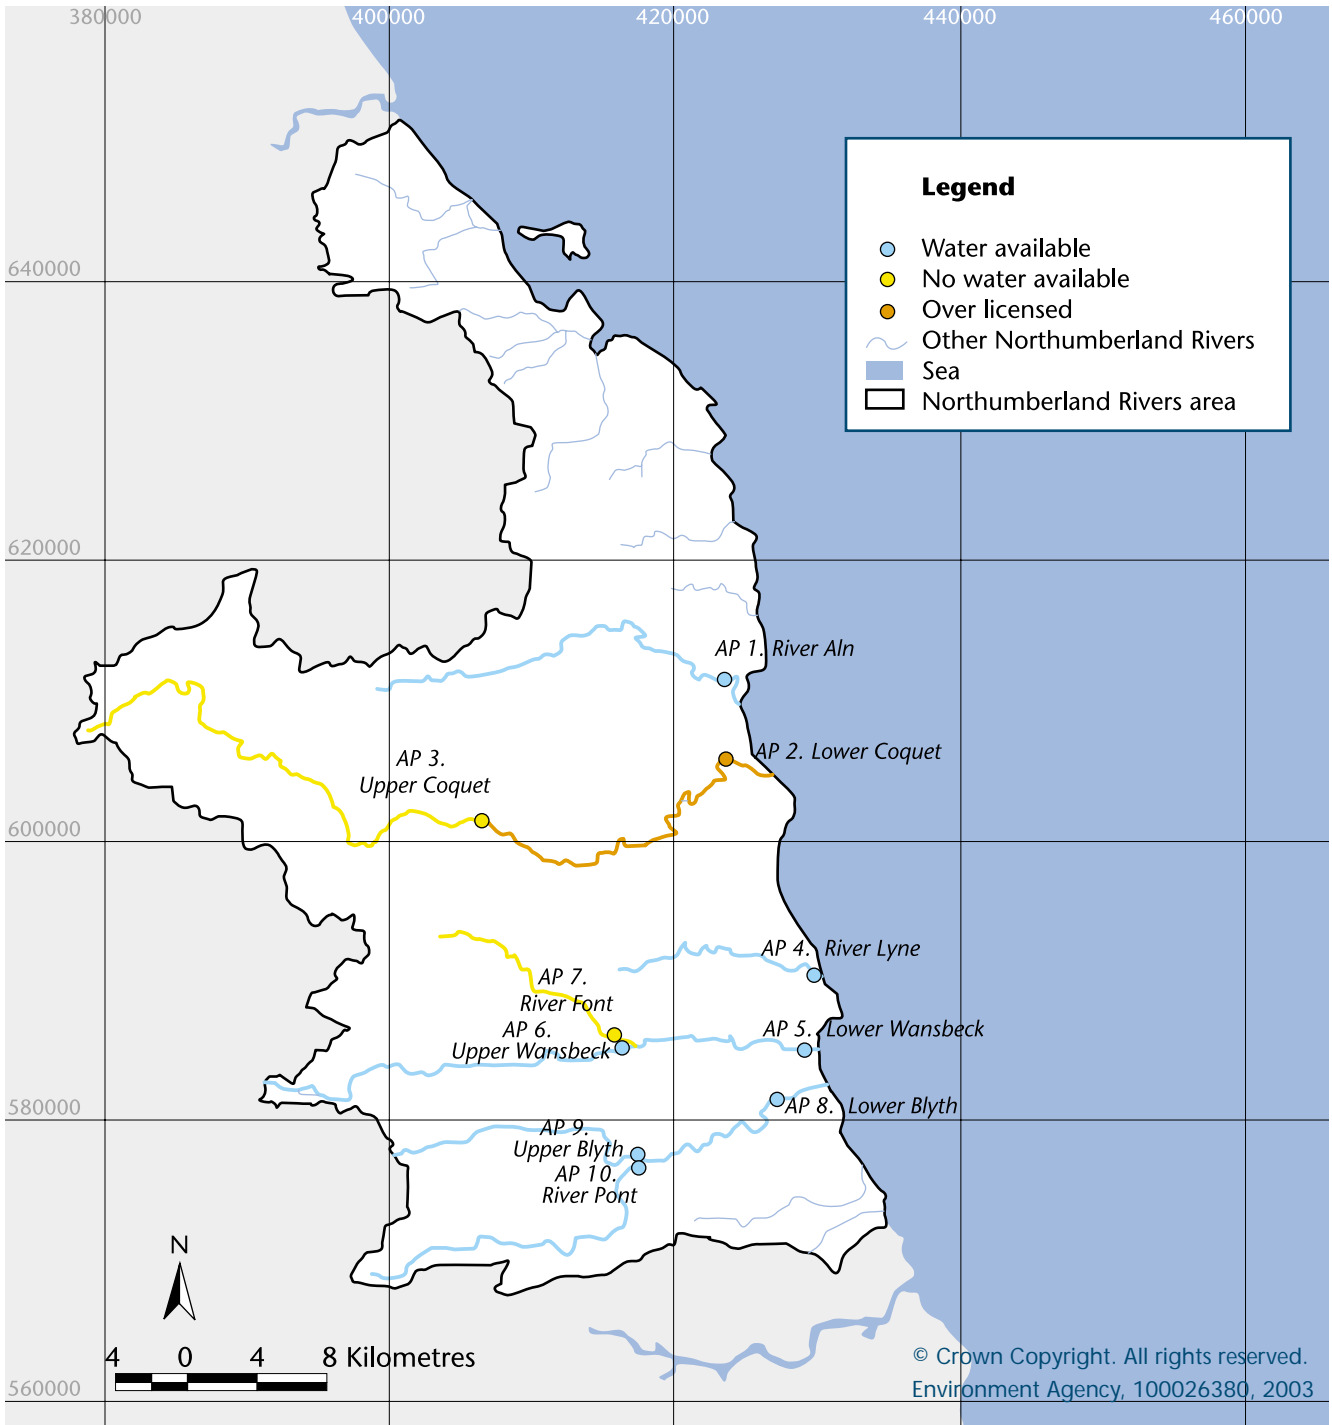 380000
400000
420000
440000
460000
Legend
Water available
No water available
Over licensed
Other Northumberland Rivers
Sea
Northumberland Rivers area
640000
620000
AP 1. River Aln
AP 2. Lower Coquet
AP 3.
Upper Coquet
600000
AP 4. River Lyne
AP 7.
River Font
AP 6.
Upper Wansbeck
AP 5. Lower Wansbeck
580000
AP 8. Lower Blyth
AP 9.
Upper Blyth
AP 10.
River Pont
N
4 0 4 8 Kilometres
560000
© Crown Copyright. All rights reserved.
Environment Agency, 100026380, 2003